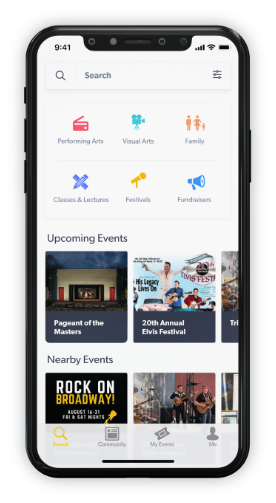 9:41
Search
Performing Arts
Visual Arts
Family
Classes & Lectures
Festivals
Fundraisers
Upcoming Events
ELVIS FEST
His Legacy
Lives On
Pageant of the
Masters
20th Annual
Elvis Festival
Tri
Nearby Events
ROCK ON
BROADWAY!
AUGUST 16-31
FRI & SAT NIGHTS
Search
Community
My Events
Me